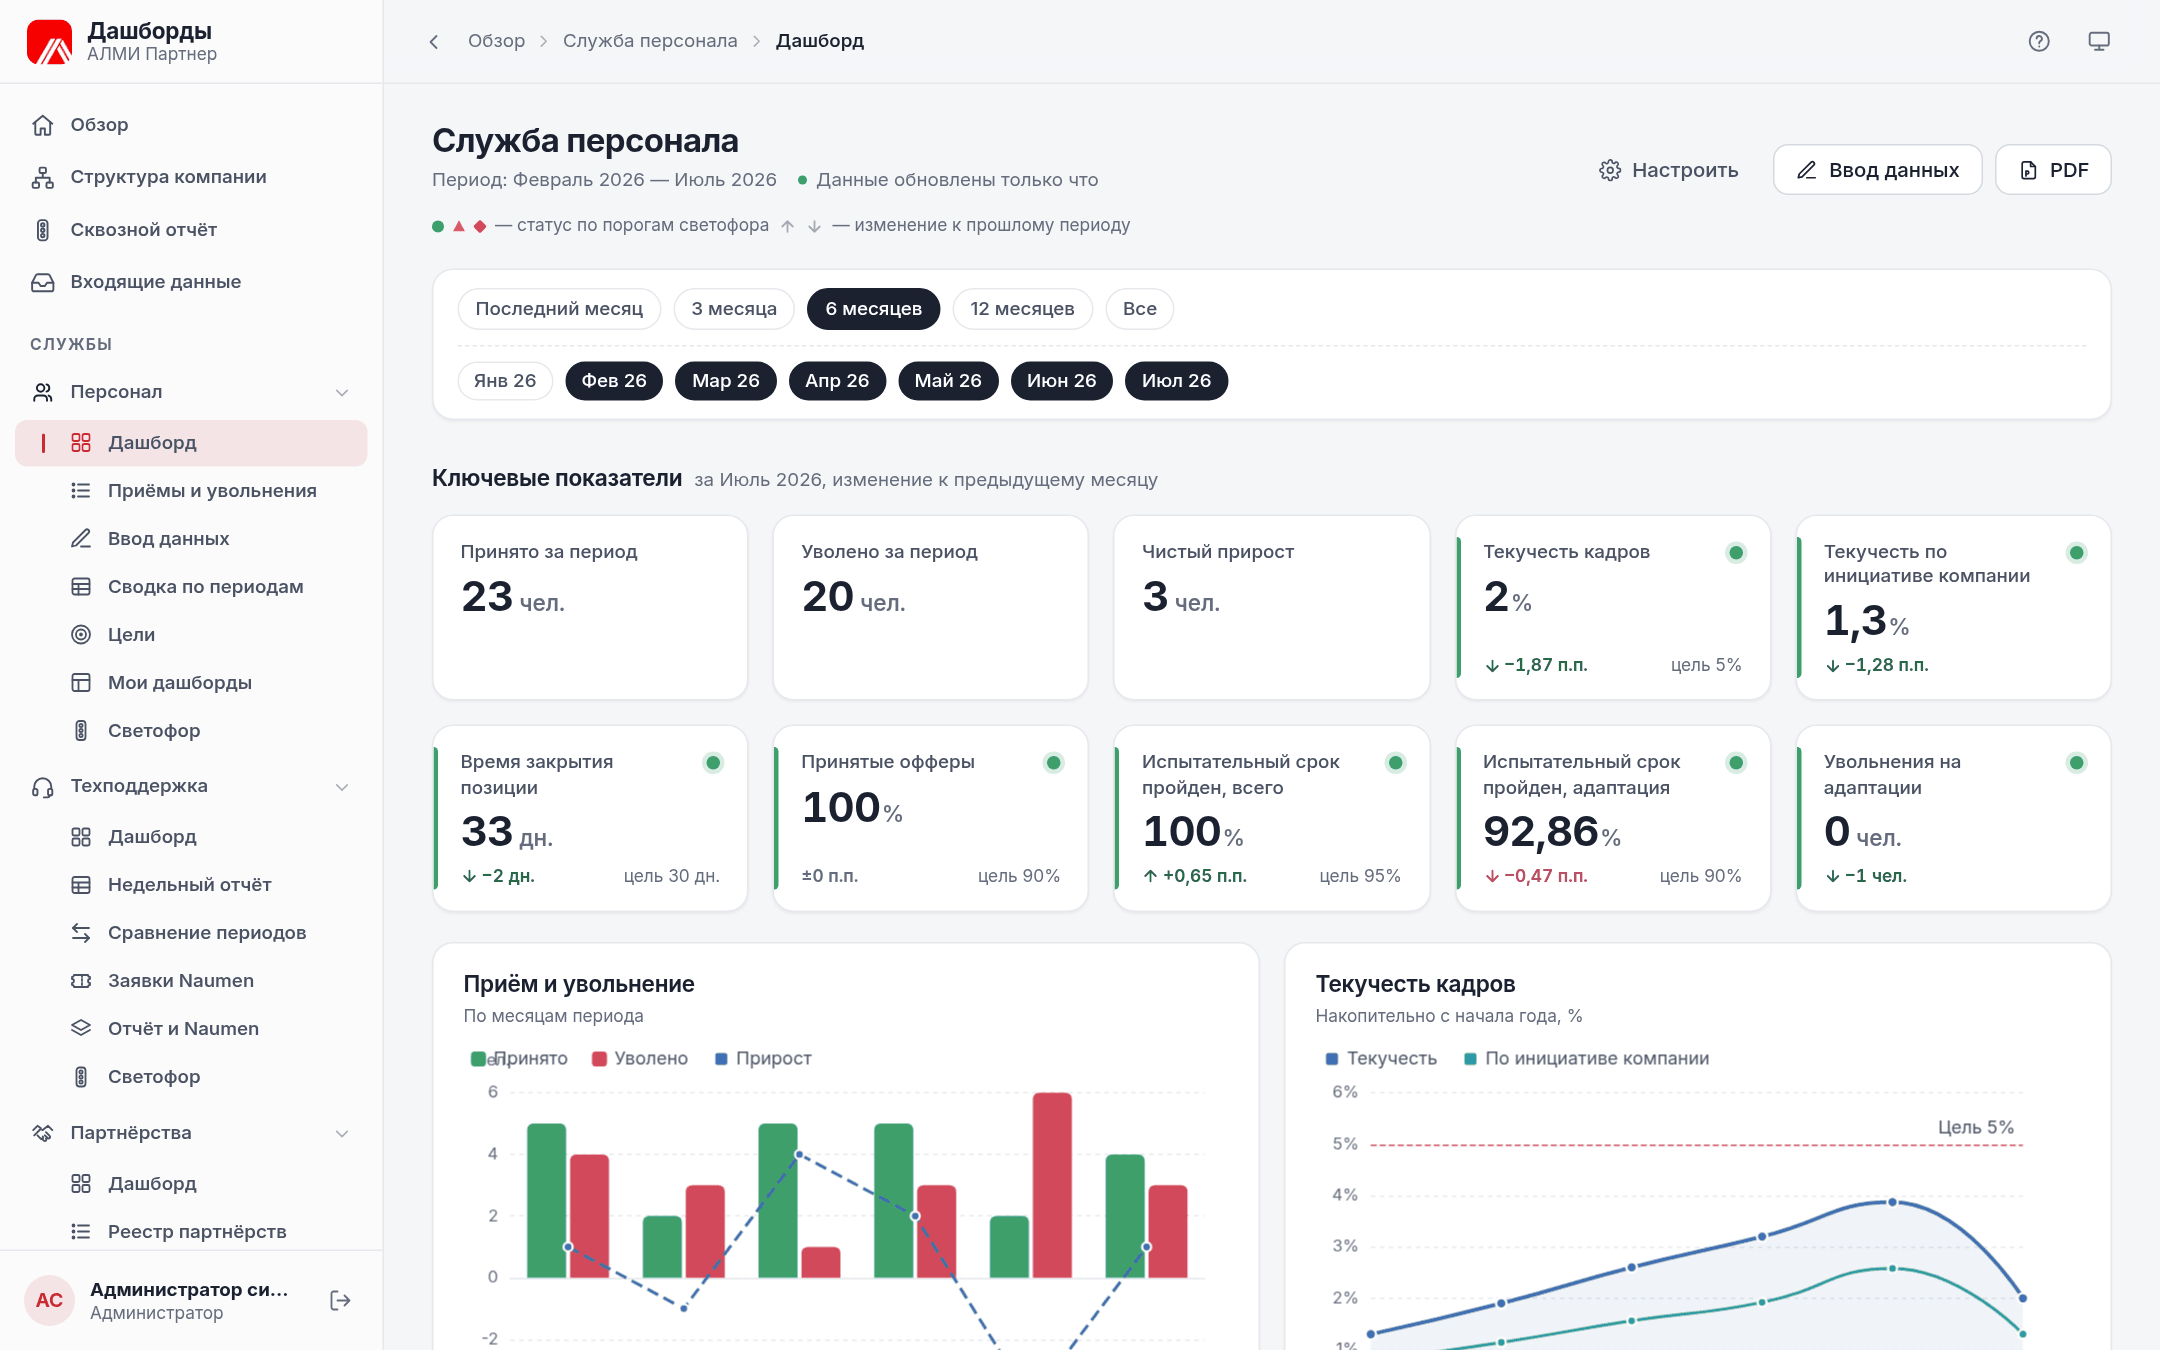 Дашборды
АЛМИ Партнер
Обзор
Структура компании
Сквозной отчёт
Входящие данные
СЛУЖБЫ
Персонал
Дашборд
Приёмы и увольнения
Ввод данных
Сводка по периодам
Цели
Мои дашборды
Светофор
Техподдержка
Дашборд
Недельный отчёт
Сравнение периодов
Заявки Naumen
Отчёт и Naumen
Светофор
Партнёрства
Дашборд
Реестр партнёрств
АС
Администратор си...
Администратор
Обзор > Служба персонала > Дашборд
Служба персонала
Период: Февраль 2026 — Июль 2026 Данные обновлены только что
— статус по порогам светофора ↑ ↓ — изменение к прошлому периоду
Настроить
Ввод данных
PDF
Последний месяц 3 месяца 6 месяцев 12 месяцев Все
Янв 26 Фев 26 Мар 26 Апр 26 Май 26 Июн 26 Июл 26
Ключевые показатели за Июль 2026, изменение к предыдущему месяцу
Принято за период
23 чел.
Уволено за период
20 чел.
Чистый прирост
3 чел.
Текучесть кадров
2%
↓ −1,87 п.п. цель 5%
Текучесть по
инициативе компании
1,3%
↓ −1,28 п.п.
Время закрытия
позиции
33 дн.
↓ −2 дн. цель 30 дн.
Принятые офферы
100%
±0 п.п. цель 90%
Испытательный срок
пройден, всего
100%
↑ +0,65 п.п. цель 95%
Испытательный срок
пройден, адаптация
92,86%
↓ −0,47 п.п. цель 90%
Увольнения на
адаптации
0 чел.
↓ −1 чел.
Приём и увольнение
По месяцам периода
Принято Уволено Прирост
6
4
2
0
-2
Текучесть кадров
Накопительно с начала года, %
Текучесть По инициативе компании
6%
Цель 5%
5%
4%
3%
2%
1%